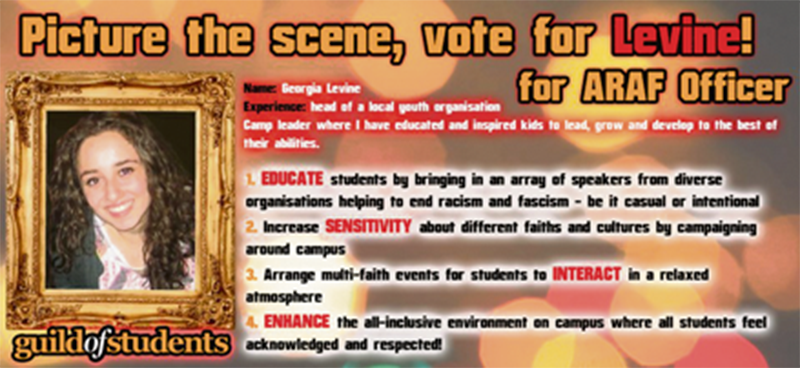 Picture the scene, vote for Levine!
for ARAF Officer
Name: Georgia Levine
Experience: head of a local youth organisation
Camp leader where I have educated and inspired kids to lead, grow and develop to the best of
their abilities.
1. EDUCATE students by bringing in an array of speakers from diverse
organisations helping to end racism and fascism - be it casual or intentional
2. Increase SENSITIVITY about different faiths and cultures by campaigning
around campus
3. Arrange multi-faith events for students to INTERACT in a relaxed
atmosphere
4. ENHANCE the all-inclusive environment on campus where all students feel
acknowledged and respected!
guildofstudents